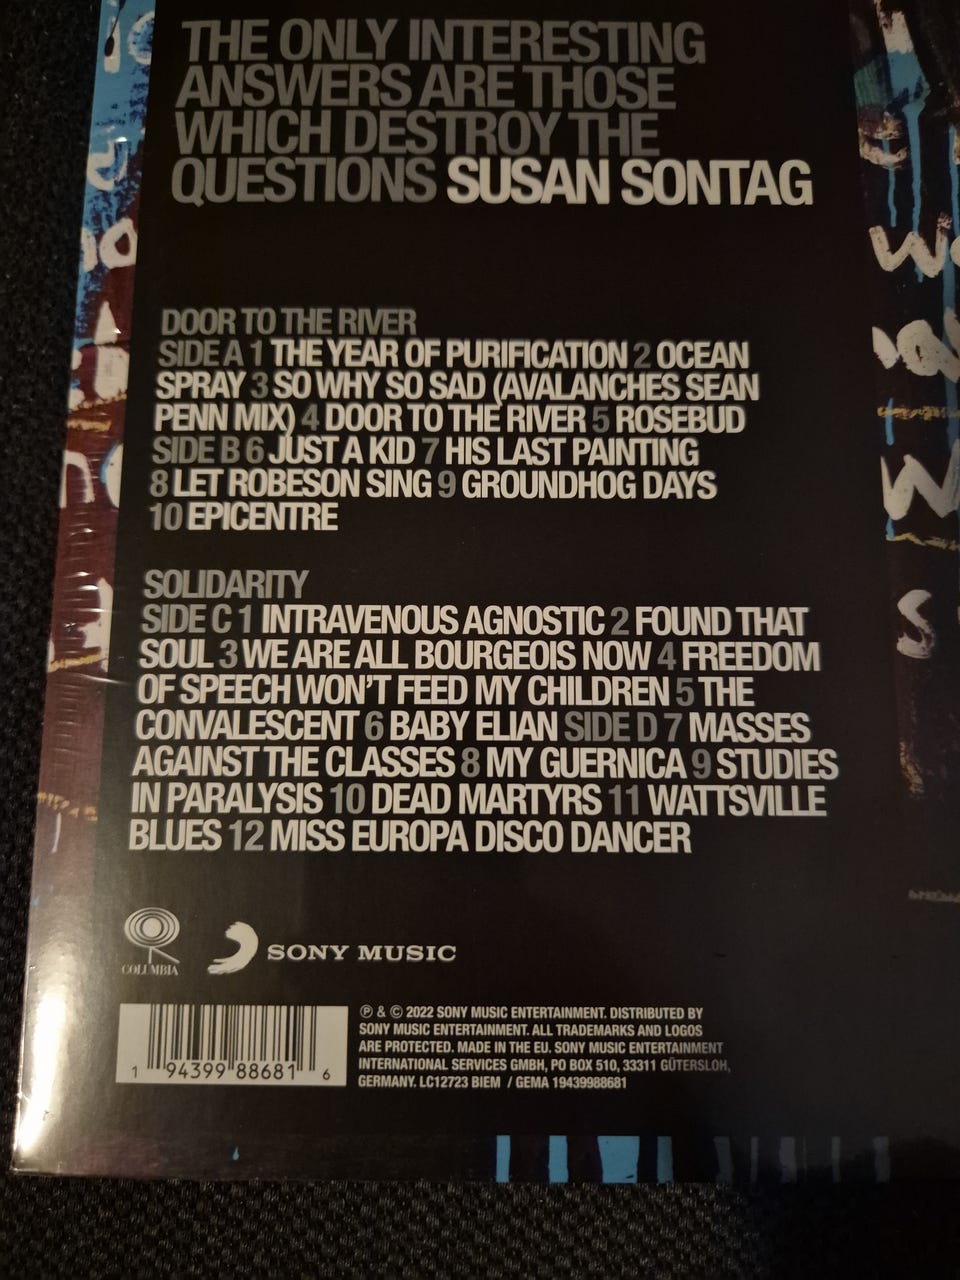 THE ONLY INTERESTING
ANSWERS ARE THOSE
WHICH DESTROY THE
QUESTIONS SUSAN SONTAG
DOOR TO THE RIVER
SIDE A 1 THE YEAR OF PURIFICATION 2 OCEAN
SPRAY 3 SO WHY SO SAD (AVALANCHES SEAN
PENN MIX) 4 DOOR TO THE RIVER 5 ROSEBUD
SIDE B 6 JUST A KID 7 HIS LAST PAINTING
8 LET ROBESON SING 9 GROUNDHOG DAYS
10 EPICENTRE
SOLIDARITY
SIDE C 1 INTRAVENOUS AGNOSTIC 2 FOUND THAT
SOUL 3 WE ARE ALL BOURGEOIS NOW 4 FREEDOM
OF SPEECH WON'T FEED MY CHILDREN 5 THE
CONVALESCENT 6 BABY ELIAN SIDE D 7 MASSES
AGAINST THE CLASSES 8 MY GUERNICA 9 STUDIES
IN PARALYSIS 10 DEAD MARTYRS 11 WATTSVILLE
BLUES 12 MISS EUROPA DISCO DANCER
COLUMBIA
SONY MUSIC
℗ & © 2022 SONY MUSIC ENTERTAINMENT. DISTRIBUTED BY
SONY MUSIC ENTERTAINMENT. ALL TRADEMARKS AND LOGOS
ARE PROTECTED. MADE IN THE EU. SONY MUSIC ENTERTAINMENT
INTERNATIONAL SERVICES GMBH, PO BOX 510, 33311 GÜTERSLOH,
GERMANY. LC12723 BIEM / GEMA 19439988681
1 94399 88681 6